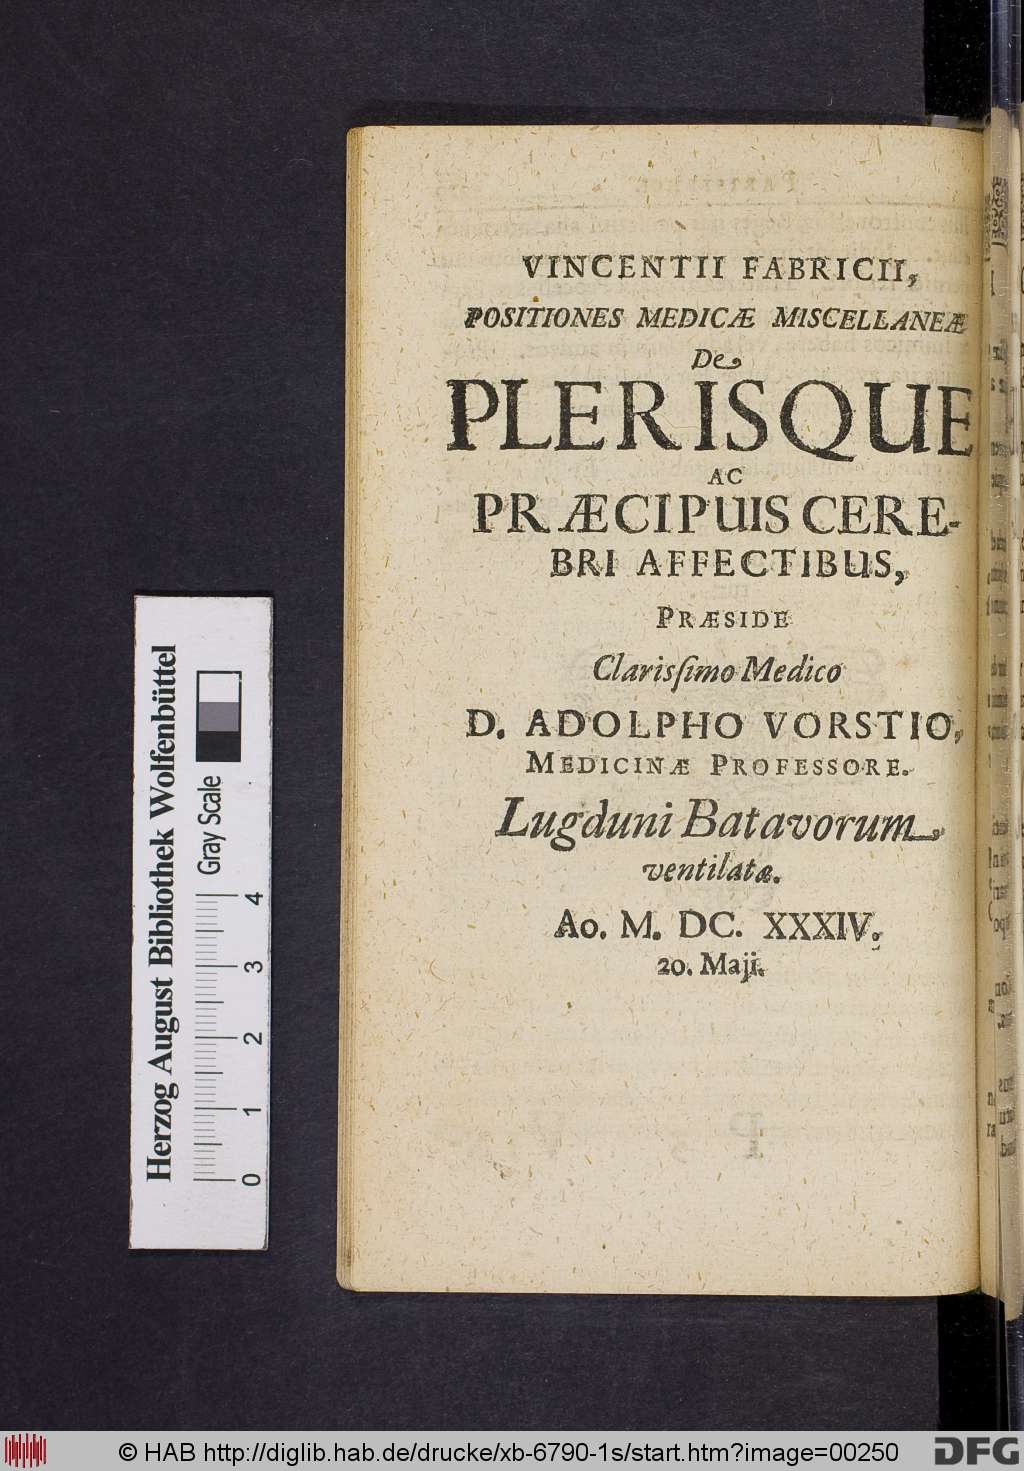 VINCENTII FABRICII,
POSITIONES MEDICÆ MISCELLANEÆ
De
PLERISQUE
AC
PRÆCIPUIS CERE-
BRI AFFECTIBUS,
PRÆSIDE
Clarisſimo Medico
D. ADOLPHO VORSTIO,
MEDICINÆ PROFESSORE.
Lugduni Batavorum,
ventilatæ.
Ao. M. DC. XXXIV.
20. Maji.
Herzog August Bibliothek Wolfenbüttel
Gray Scale
0 1 2 3 4
© HAB http://diglib.hab.de/drucke/xb-6790-1s/start.htm?image=00250
DFG